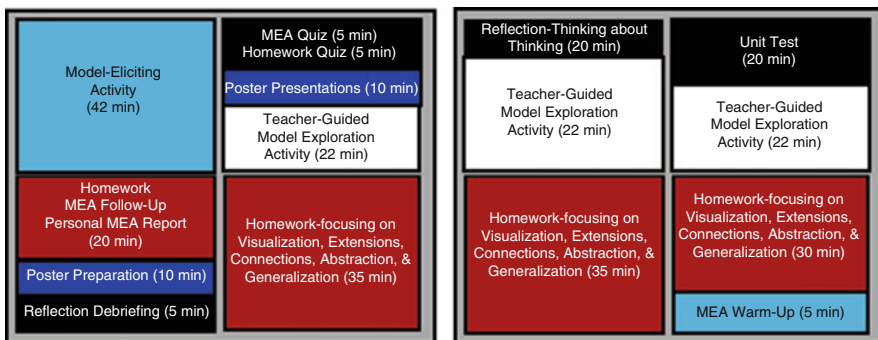 Model-Eliciting
Activity
(42 min)
Homework
MEA Follow-Up
Personal MEA Report
(20 min)
Poster Preparation (10 min)
Reflection Debriefing (5 min)
MEA Quiz (5 min)
Homework Quiz (5 min)
Poster Presentations (10 min)
Teacher-Guided
Model Exploration
Activity (22 min)
Homework-focusing on
Visualization, Extensions,
Connections, Abstraction, &
Generalization (35 min)
Reflection-Thinking about
Thinking (20 min)
Teacher-Guided
Model Exploration
Activity (22 min)
Homework-focusing on
Visualization, Extensions,
Connections, Abstraction, &
Generalization (35 min)
Unit Test
(20 min)
Teacher-Guided
Model Exploration
Activity (22 min)
Homework-focusing on
Visualization, Extensions,
Connections, Abstraction, &
Generalization (30 min)
MEA Warm-Up (5 min)